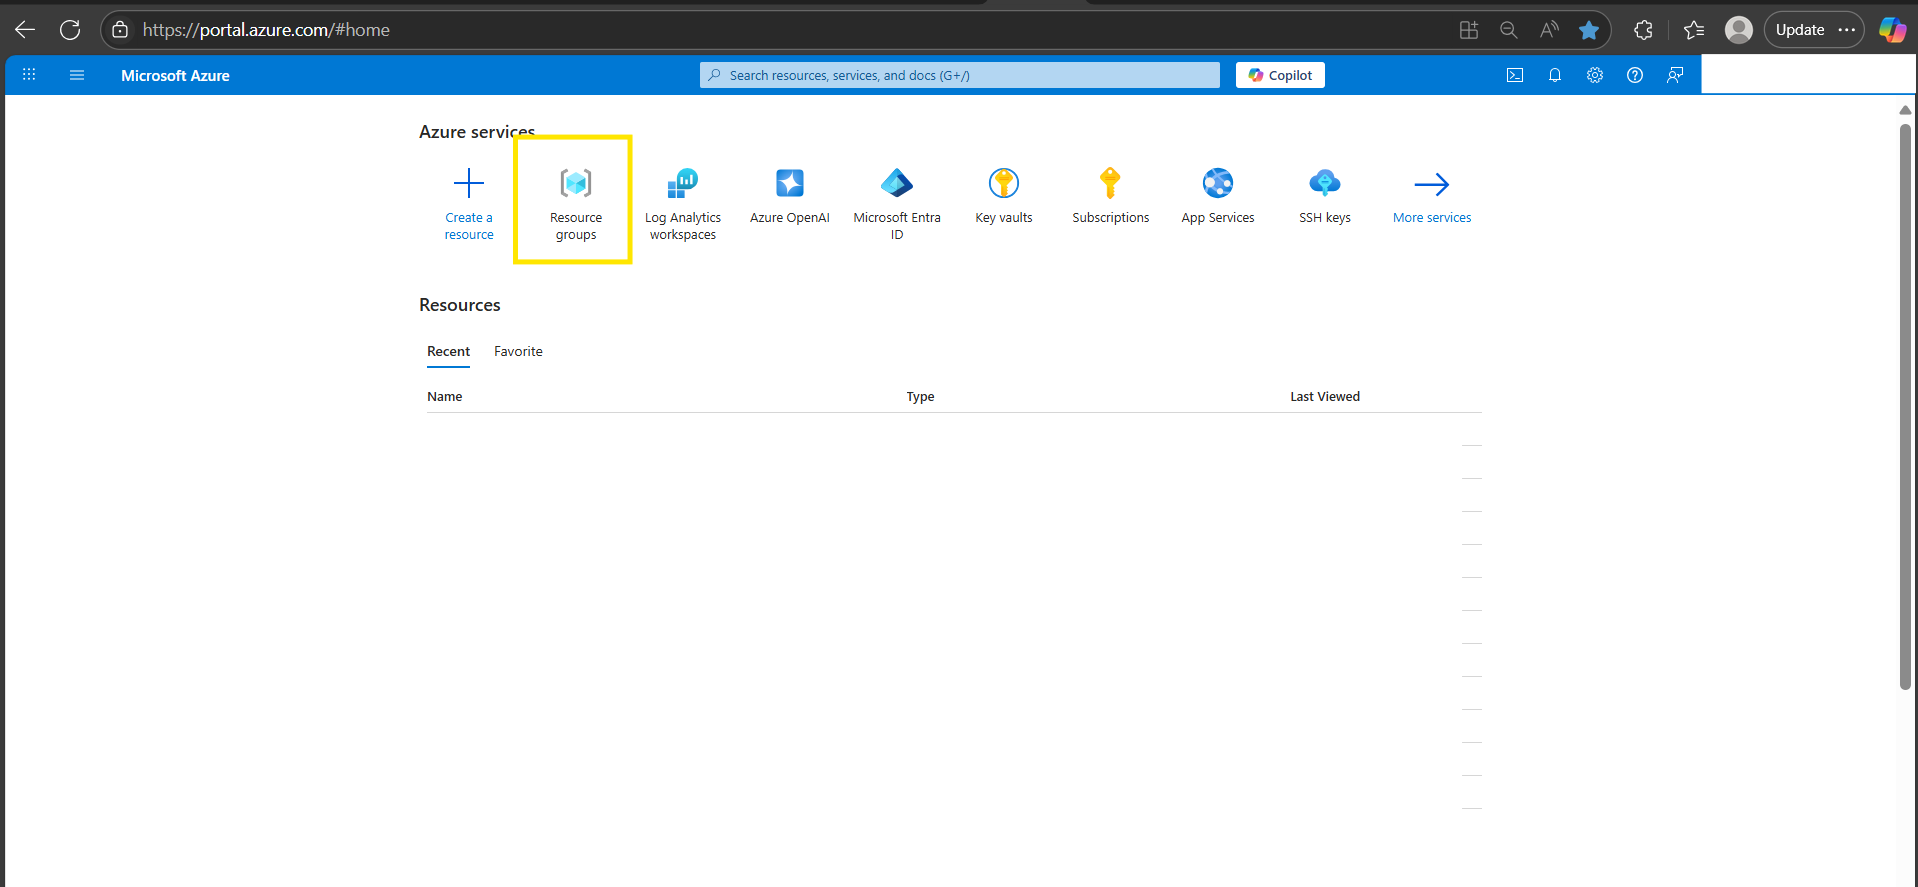 https://portal.azure.com/#home
Update
Microsoft Azure
Search resources, services, and docs (G+/)
Copilot
Azure services
Create a resource
Resource groups
Log Analytics workspaces
Azure OpenAI
Microsoft Entra ID
Key vaults
Subscriptions
App Services
SSH keys
More services
Resources
Recent
Favorite
Name
Type
Last Viewed